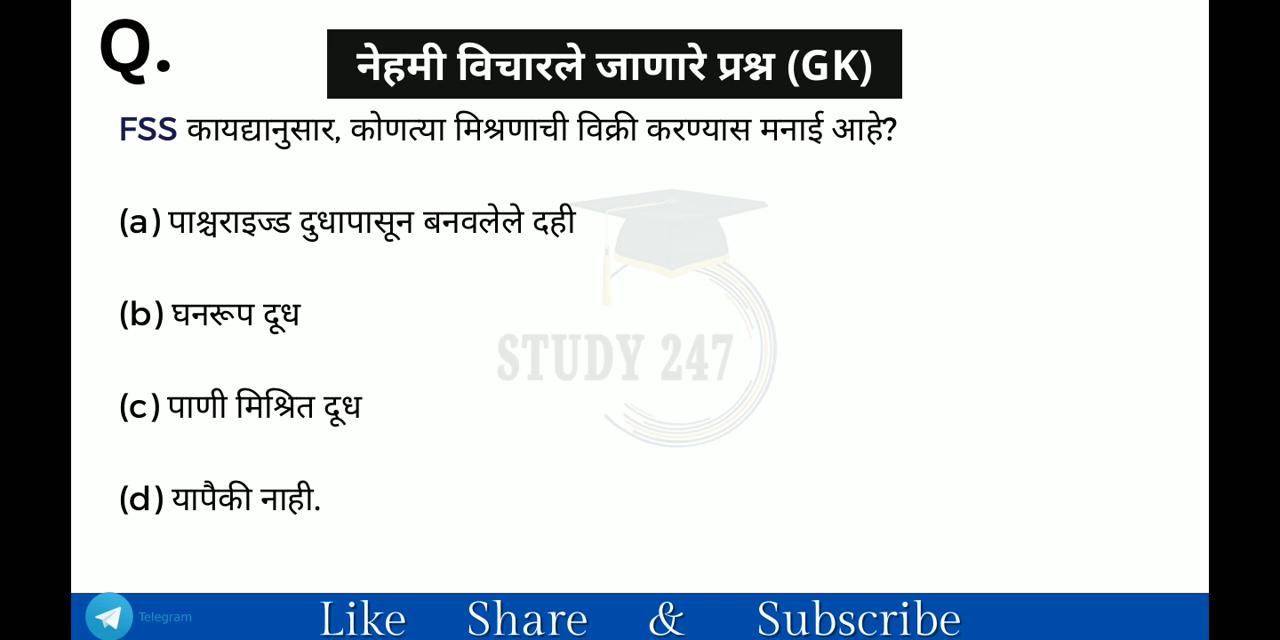 Q.
नेहमी विचारले जाणारे प्रश्न (GK)
FSS कायद्यानुसार, कोणत्या मिश्रणाची विक्री करण्यास मनाई आहे?
(a) पाश्चराइज्ड दुधापासून बनवलेले दही
(b) घनरूप दूध
STUDY 247
(c) पाणी मिश्रित दूध
(d) यापैकी नाही.
Telegram Like Share & Subscribe